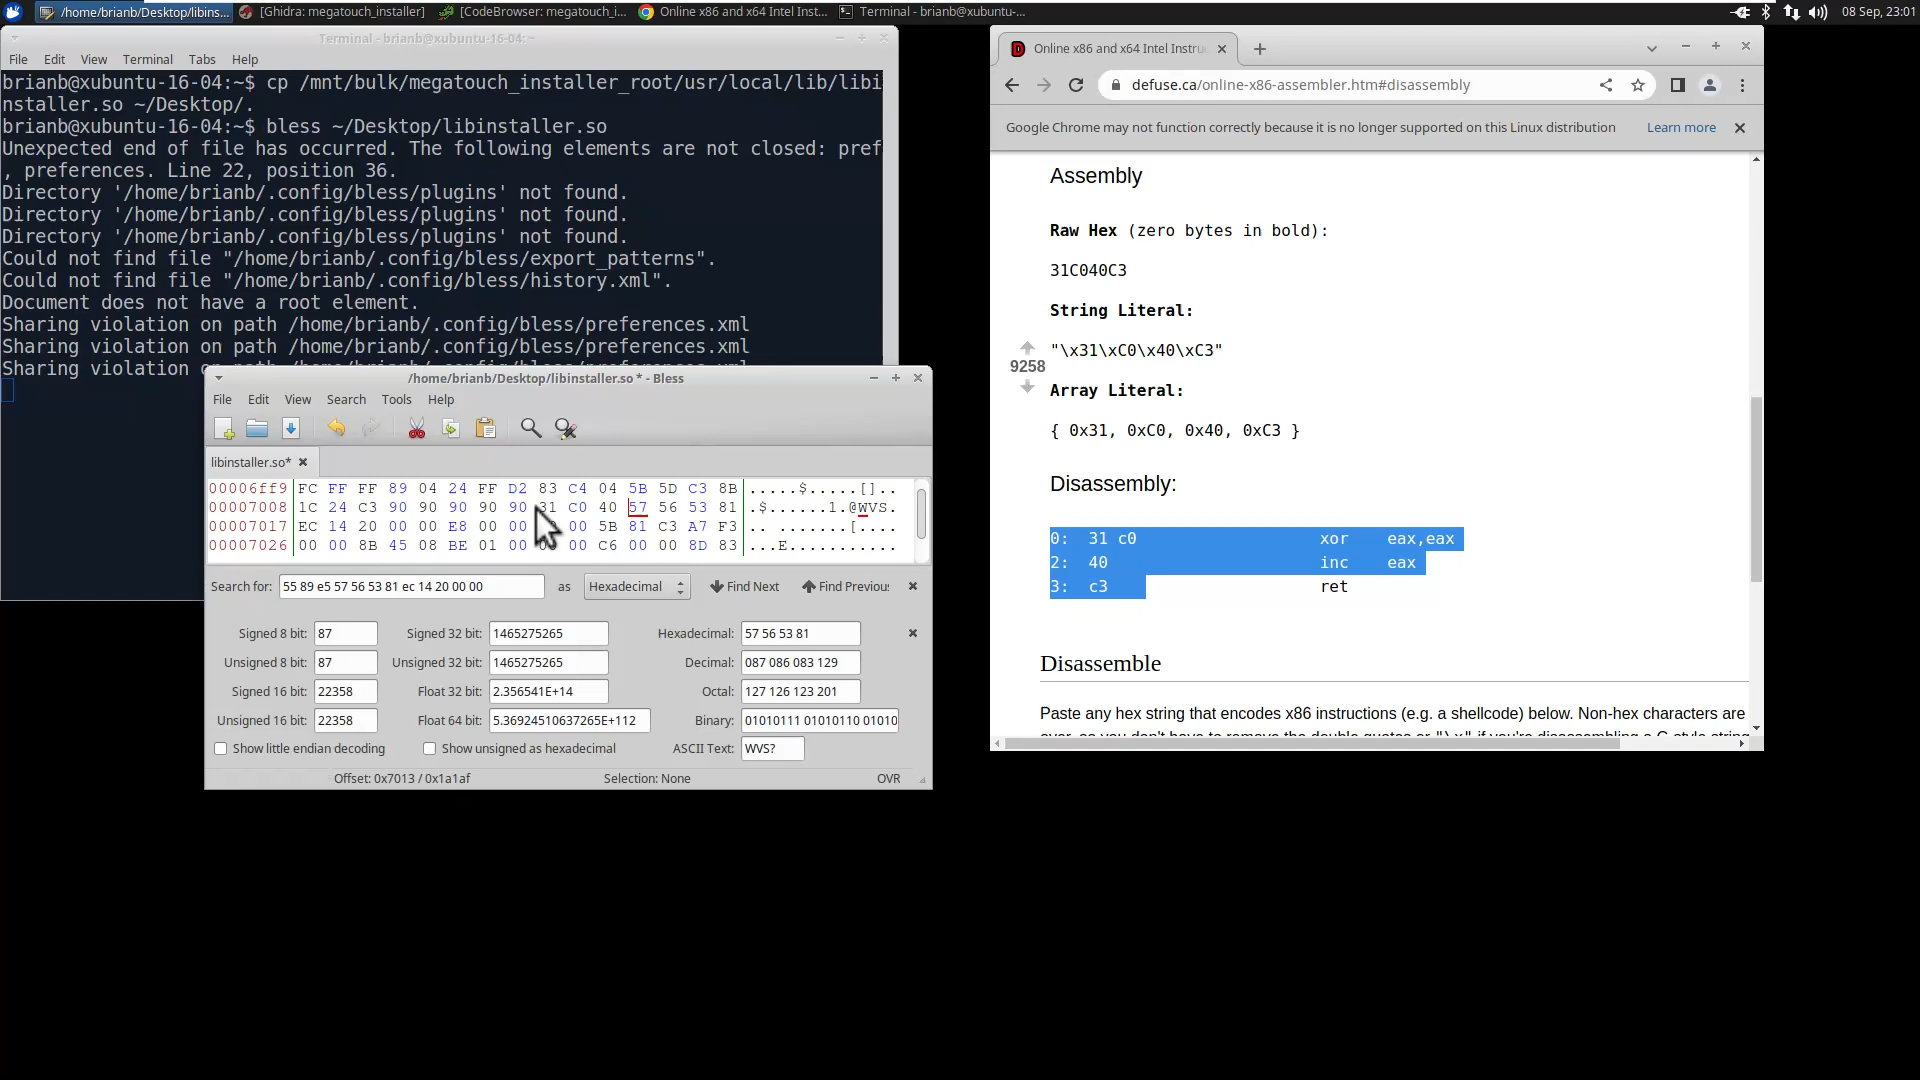 /home/brianb/Desktop/libins...
[Ghidra: megatouch_installer]
[CodeBrowser: megatouch_i...
Online x86 and x64 Intel Inst...
Terminal - brianb@xubuntu-...
08 Sep, 23:01
Terminal - brianb@xubuntu-16-04: ~
File Edit View Terminal Tabs Help
brianb@xubuntu-16-04:~$ cp /mnt/bulk/megatouch_installer_root/usr/local/lib/libi
nstaller.so ~/Desktop/.
brianb@xubuntu-16-04:~$ bless ~/Desktop/libinstaller.so
Unexpected end of file has occurred. The following elements are not closed: pref
, preferences. Line 22, position 36.
Directory '/home/brianb/.config/bless/plugins' not found.
Directory '/home/brianb/.config/bless/plugins' not found.
Directory '/home/brianb/.config/bless/plugins' not found.
Could not find file "/home/brianb/.config/bless/export_patterns".
Could not find file "/home/brianb/.config/bless/history.xml".
Document does not have a root element.
Sharing violation on path /home/brianb/.config/bless/preferences.xml
Sharing violation on path /home/brianb/.config/bless/preferences.xml
Sharing violation on path /home/brianb/.config/bless/preferences.xml
/home/brianb/Desktop/libinstaller.so * - Bless
File Edit View Search Tools Help
libinstaller.so*
00006ff9 FC FF FF 89 04 24 FF D2 83 C4 04 5B 5D C3 8B .....$.....[]..
00007008 1C 24 C3 90 90 90 90 90 31 C0 40 57 56 53 81 .$......1.@WVS.
00007017 EC 14 20 00 00 E8 00 00 00 00 5B 81 C3 A7 F3 .. .......[....
00007026 00 00 8B 45 08 BE 01 00 00 00 C6 00 00 8D 83 ...E...........
Search for: 55 89 e5 57 56 53 81 ec 14 20 00 00 as Hexadecimal Find Next Find Previous
Signed 8 bit: 87 Signed 32 bit: 1465275265 Hexadecimal: 57 56 53 81
Unsigned 8 bit: 87 Unsigned 32 bit: 1465275265 Decimal: 087 086 083 129
Signed 16 bit: 22358 Float 32 bit: 2.356541E+14 Octal: 127 126 123 201
Unsigned 16 bit: 22358 Float 64 bit: 5.36924510637265E+112 Binary: 01010111 01010110 01010
Show little endian decoding Show unsigned as hexadecimal ASCII Text: WVS?
Offset: 0x7013 / 0x1a1af Selection: None OVR
Online x86 and x64 Intel Instru
defuse.ca/online-x86-assembler.htm#disassembly
Google Chrome may not function correctly because it is no longer supported on this Linux distribution Learn more
Assembly
Raw Hex (zero bytes in bold):
31C040C3
String Literal:
"\x31\xC0\x40\xC3"
9258
Array Literal:
{ 0x31, 0xC0, 0x40, 0xC3 }
Disassembly:
0: 31 c0 xor eax,eax
2: 40 inc eax
3: c3 ret
Disassemble
Paste any hex string that encodes x86 instructions (e.g. a shellcode) below. Non-hex characters are